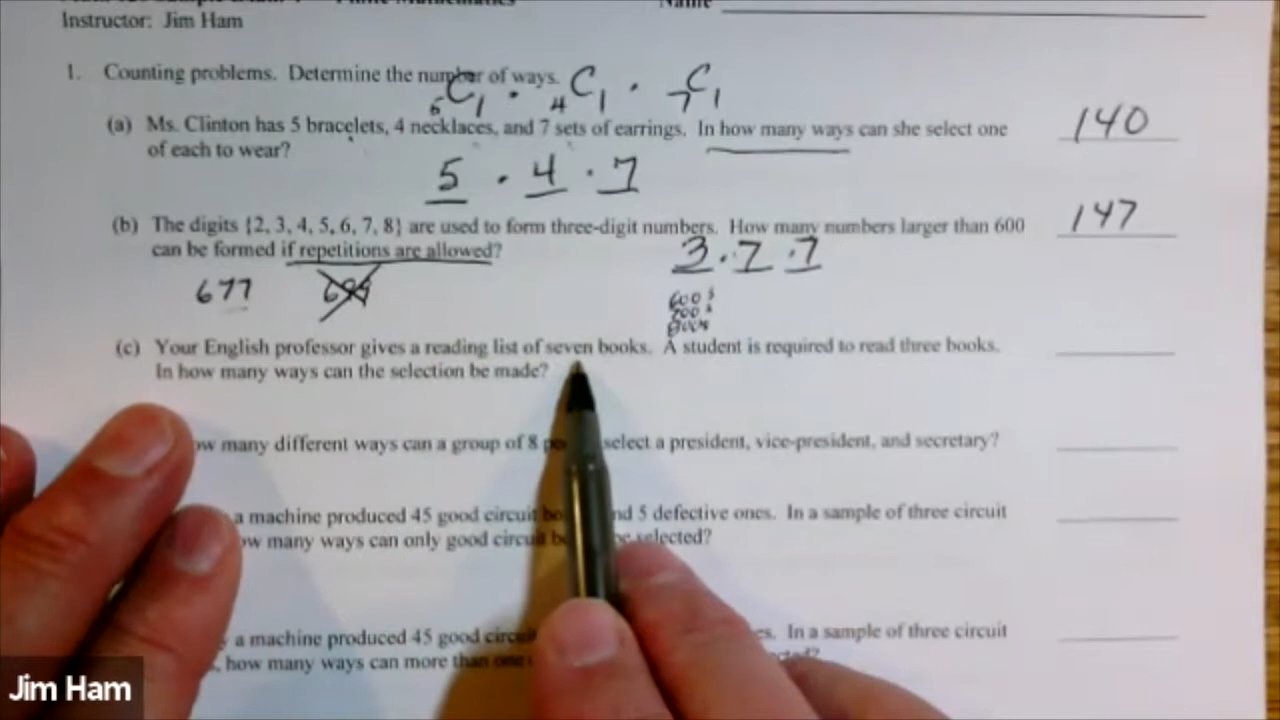 Name
Instructor: Jim Ham
1. Counting problems. Determine the number of ways.
5C1 · 4C1 · 7C1
(a) Ms. Clinton has 5 bracelets, 4 necklaces, and 7 sets of earrings. In how many ways can she select one
140
of each to wear?
5 · 4 · 7
(b) The digits {2, 3, 4, 5, 6, 7, 8} are used to form three-digit numbers. How many numbers larger than 600
147
can be formed if repetitions are allowed?
3 · 7 · 7
677
600's
700's
800s
(c) Your English professor gives a reading list of seven books. A student is required to read three books.
In how many ways can the selection be made?
ow many different ways can a group of 8 select a president, vice-president, and secretary?
a machine produced 45 good circuit nd 5 defective ones. In a sample of three circuit
ow many ways can only good circuit be selected?
a machine produced 45 good es. In a sample of three circuit
, how many ways can more than one
Jim Ham